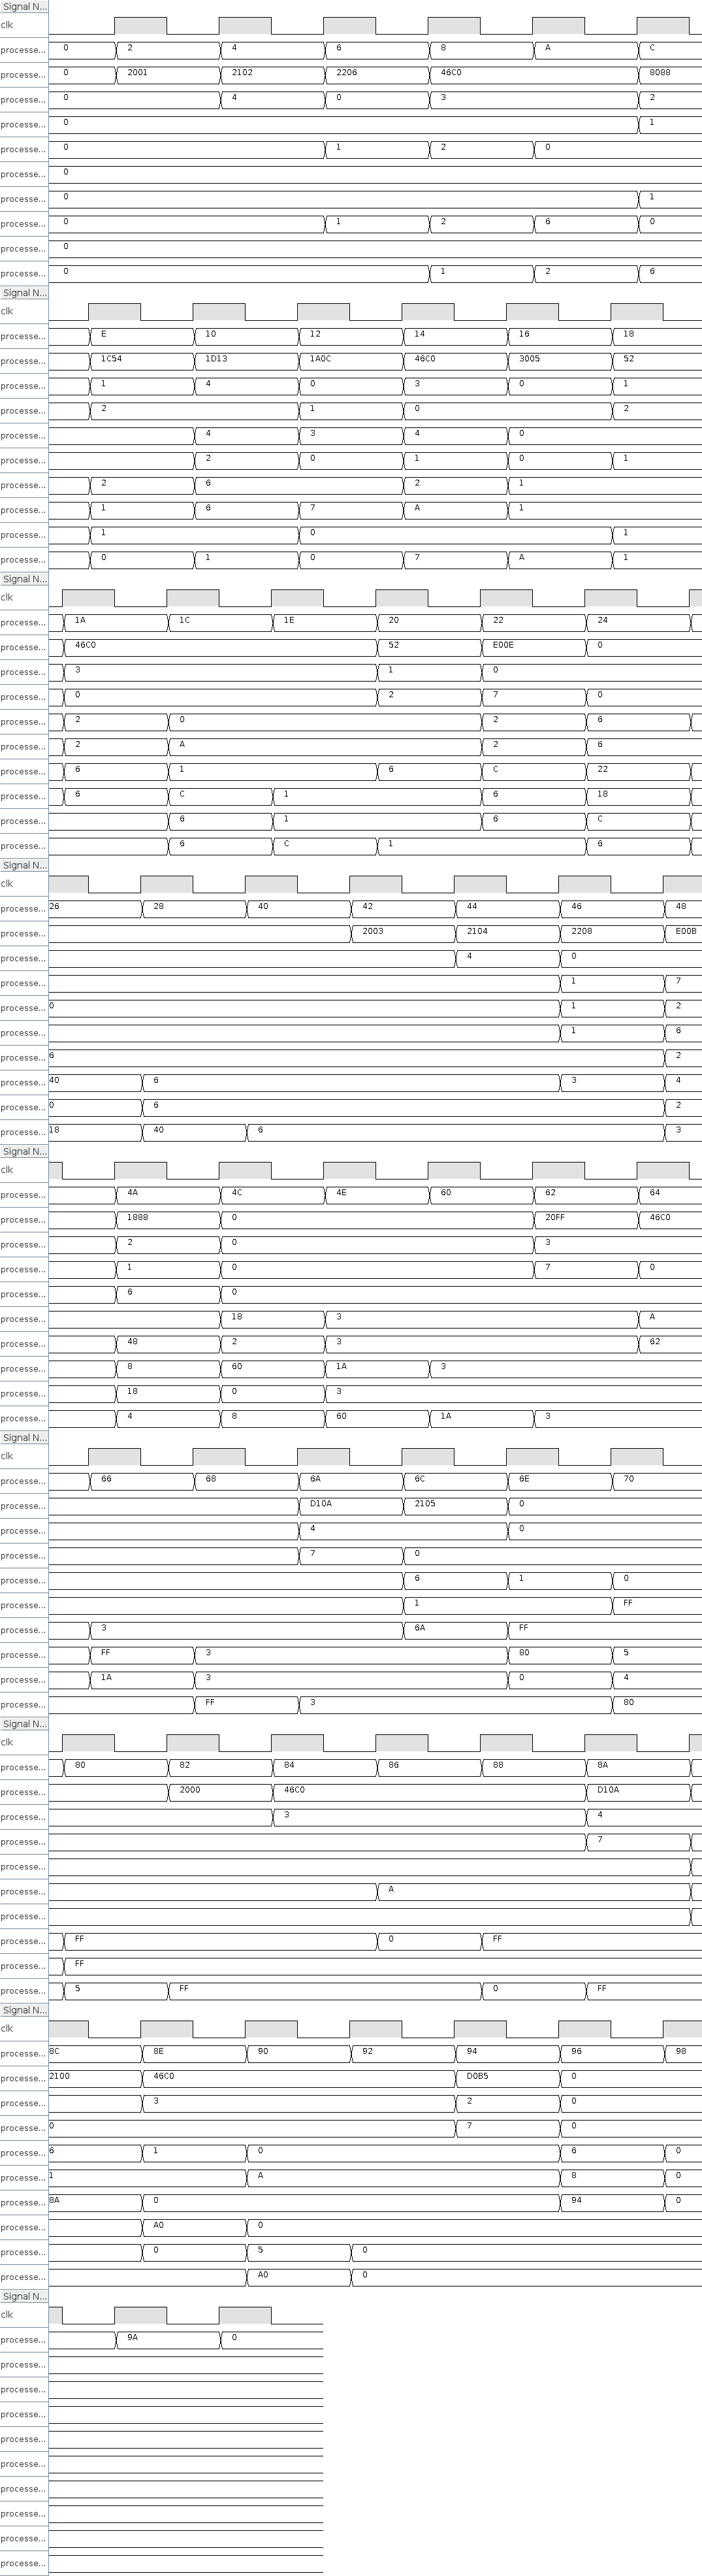 Signal N...
clk
processe... 0 2 4 6 8 A C
processe... 0 2001 2102 2206 46C0 8088
processe... 0 4 0 3 2
processe... 0 1
processe... 0 1 2 0
processe... 0
processe... 0 1
processe... 0 1 2 6 0
processe... 0
processe... 0 1 2 6
Signal N...
clk
processe... E 10 12 14 16 18
processe... 1C54 1D13 1A0C 46C0 3005 52
processe... 1 4 0 3 0 1
processe... 2 1 0 2
processe... 4 3 4 0
processe... 2 0 1 0 1
processe... 2 6 2 1
processe... 1 6 7 A 1
processe... 1 0 1
processe... 0 1 0 7 A 1
Signal N...
clk
processe... 1A 1C 1E 20 22 24
processe... 46C0 52 E00E 0
processe... 3 1 0
processe... 0 2 7 0
processe... 2 0 2 6
processe... 2 A 2 6
processe... 6 1 6 C 22
processe... 6 C 1 6 18
processe... 6 1 6 C
processe... 6 C 1 6
Signal N...
clk
processe... 26 28 40 42 44 46 48
processe... 2003 2104 2208 E00B
processe... 4 0
processe... 1 7
processe... 0 1 2
processe... 1 6
processe... 6 2
processe... 40 6 3 4
processe... 0 6 2
processe... 18 40 6 3
Signal N...
clk
processe... 4A 4C 4E 60 62 64
processe... 1888 0 20FF 46C0
processe... 2 0 3
processe... 1 0 7 0
processe... 6 0
processe... 18 3 A
processe... 48 2 3 62
processe... 8 60 1A 3
processe... 18 0 3
processe... 4 8 60 1A 3
Signal N...
clk
processe... 66 68 6A 6C 6E 70
processe... D10A 2105 0
processe... 4 0
processe... 7 0
processe... 6 1 0
processe... 1 FF
processe... 3 6A FF
processe... FF 3 80 5
processe... 1A 3 0 4
processe... FF 3 80
Signal N...
clk
processe... 80 82 84 86 88 8A
processe... 2000 46C0 D10A
processe... 3 4
processe... 7
processe...
processe... A
processe...
processe... FF 0 FF
processe... FF
processe... 5 FF 0 FF
Signal N...
clk
processe... 8C 8E 90 92 94 96 98
processe... 2100 46C0 D0B5 0
processe... 3 2 0
processe... 0 7 0
processe... 6 1 0 6 0
processe... 1 A 8 0
processe... 8A 0 94 0
processe... A0 0
processe... 0 5 0
processe... A0 0
Signal N...
clk
processe... 9A 0
processe...
processe...
processe...
processe...
processe...
processe...
processe...
processe...
processe...